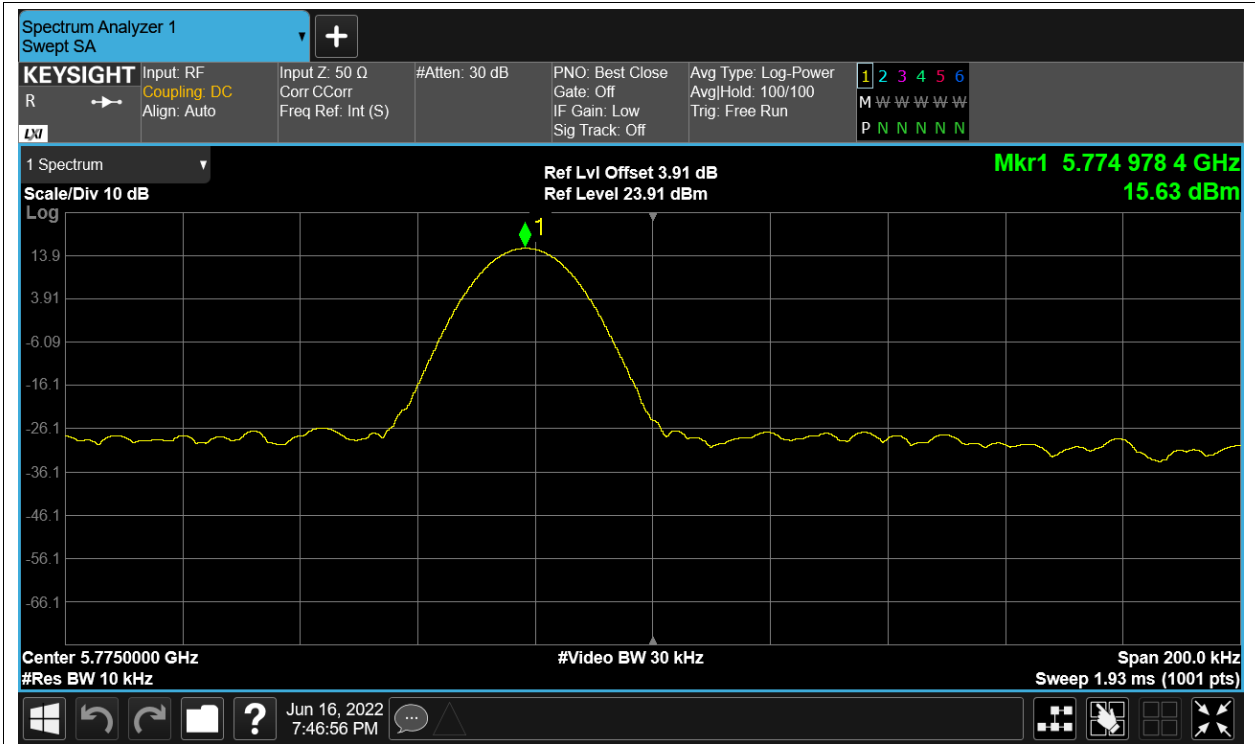 Spectrum Analyzer 1
Swept SA
KEYSIGHT
R
LXI
Input: RF
Coupling: DC
Align: Auto
Input Z: 50 Ω
Corr CCorr
Freq Ref: Int (S)
#Atten: 30 dB
PNO: Best Close
Gate: Off
IF Gain: Low
Sig Track: Off
Avg Type: Log-Power
Avg|Hold: 100/100
Trig: Free Run
1 2 3 4 5 6
M W W W W W
P N N N N N
1 Spectrum
Scale/Div 10 dB
Log
Ref Lvl Offset 3.91 dB
Ref Level 23.91 dBm
Mkr1 5.774 978 4 GHz
15.63 dBm
1
13.9
3.91
-6.09
-16.1
-26.1
-36.1
-46.1
-56.1
-66.1
Center 5.7750000 GHz
#Res BW 10 kHz
#Video BW 30 kHz
Span 200.0 kHz
Sweep 1.93 ms (1001 pts)
?
Jun 16, 2022
7:46:56 PM